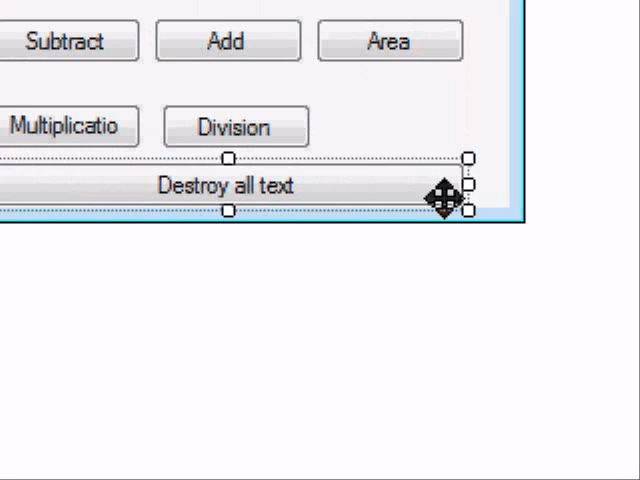 Subtract Add Area
Multiplicatio Division
Destroy all text